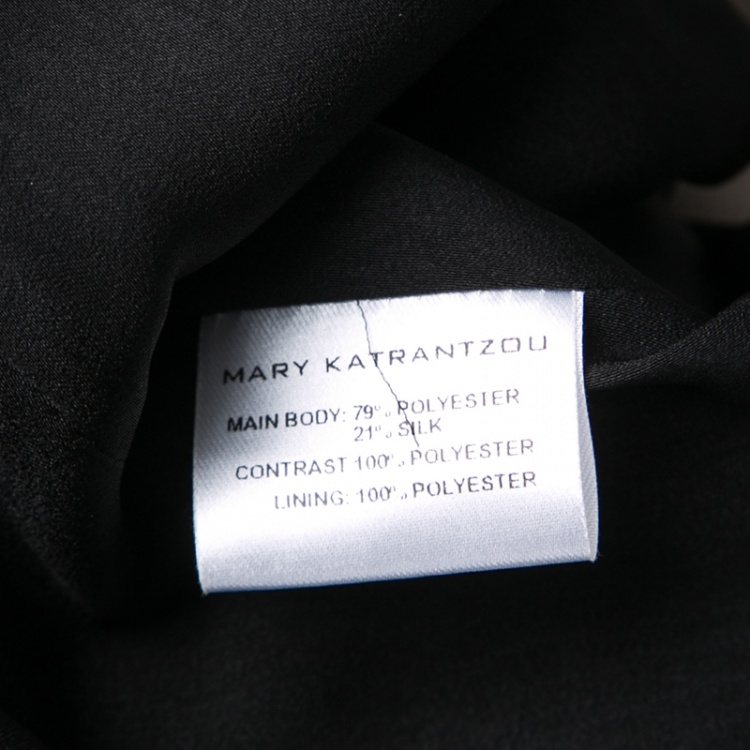 MARY KATRANTZOU
MAIN BODY: 79% POLYESTER
21% SILK
CONTRAST 100% POLYESTER
LINING: 100% POLYESTER